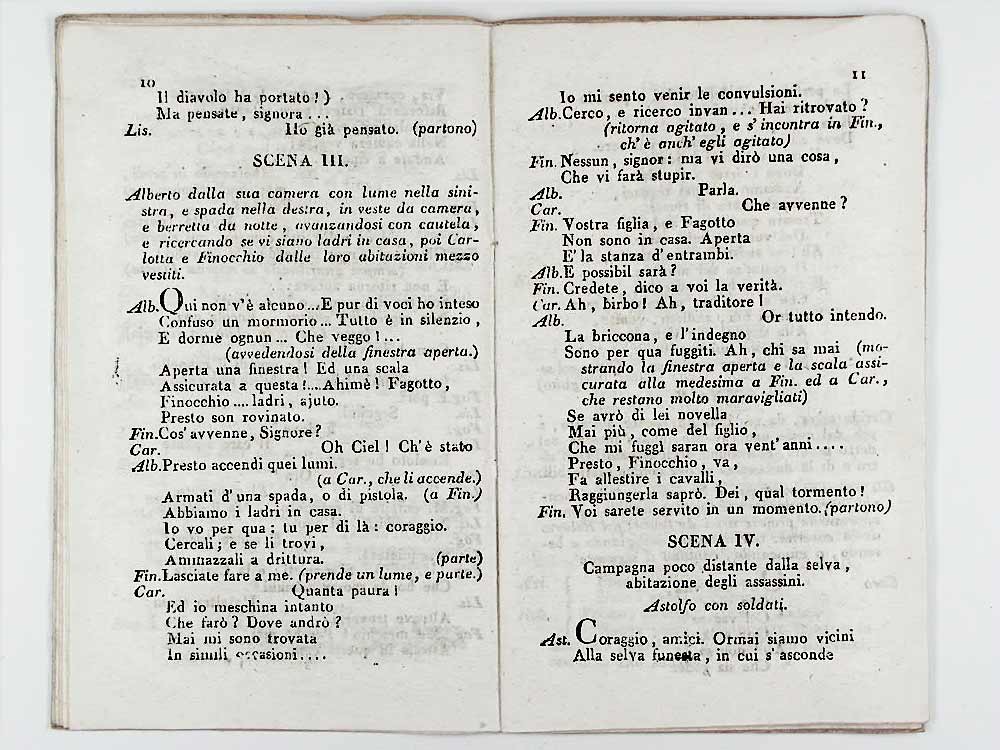 10
Il diavolo ha portato!)
Ma pensate, signora...
Lis. Ho già pensato. (partono)
SCENA III.
Alberto dalla sua camera con lume nella sini-
stra, e spada nella destra, in veste da camera,
e berretta da notte, avanzandosi con cautela,
e ricercando se vi siano ladri in casa, poi Car-
lotta e Finocchio dalle loro abitazioni mezzo
vestiti.
Alb. Qui non v'è alcuno... E pur di voci ho inteso
Confuso un mormorio... Tutto è in silenzio,
E dorme ognun... Che veggo!...
(avvedendosi della finestra aperta.)
Aperta una finestra! Ed una scala
Assicurata a questa!....Ahimè! Fagotto,
Finocchio....ladri, ajuto.
Presto son rovinato.
Fin. Cos'avvenne, Signore?
Car. Oh Ciel! Ch'è stato
Alb. Presto accendi quei lumi.
(a Car., che li accende.)
Armati d'una spada, o di pistola. (a Fin.)
Abbiamo i ladri in casa.
Io vo per qua: tu per di là: coraggio.
Cercali; e se li trovi,
Ammazzali a drittura. (parte)
Fin. Lasciate fare a me. (prende un lume, e parte.)
Car. Quanta paura!
Ed io meschina intanto
Che farò? Dove andrò?
Mai mi sono trovata
In simili occasioni....
11
Io mi sento venir le convulsioni.
Alb. Cerco, e ricerco invan... Hai ritrovato?
(ritorna agitato, e s'incontra in Fin.,
ch'è anch'egli agitato)
Fin. Nessun, signor: ma vi dirò una cosa,
Che vi farà stupir.
Alb. Parla.
Car. Che avvenne?
Fin. Vostra figlia, e Fagotto
Non sono in casa. Aperta
E'la stanza d'entrambi.
Alb. E possibil sarà?
Fin. Credete, dico a voi la verità.
Car. Ah, birbo! Ah, traditore!
Alb. Or tutto intendo.
La briccona, e l'indegno
Sono per qua fuggiti. Ah, chi sa mai (mo-
strando la finestra aperta e la scala assi-
curata alla medesima a Fin. ed a Car.,
che restano molto maravigliati)
Se avrò di lei novella
Mai più, come del figlio,
Che mi fuggì saran ora vent'anni....
Presto, Finocchio, va,
Fa allestire i cavalli,
Raggiungerla saprò. Dei, qual tormento!
Fin. Voi sarete servito in un momento. (partono)
SCENA IV.
Campagna poco distante dalla selva,
abitazione degli assassini.
Astolfo con soldati.
Ast. Coraggio, amici. Ormai siamo vicini
Alla selva funesta, in cui s'asconde